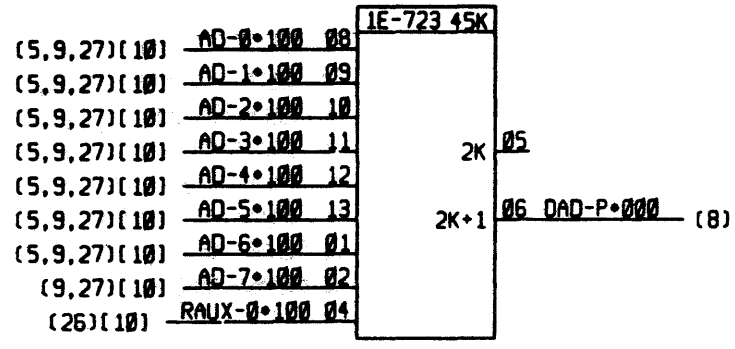 1E-723 45K
(5,9,27)[10] AD-0•100 08
(5,9,27)[10] AD-1•100 09
(5,9,27)[10] AD-2•100 10
(5,9,27)[10] AD-3•100 11
2K 05
(5,9,27)[10] AD-4•100 12
(5,9,27)[10] AD-5•100 13
2K+1 06 DAD-P•000 (8)
(5,9,27)[10] AD-6•100 01
(9,27)[10] AD-7•100 02
(26)[10] RAUX-0•100 04